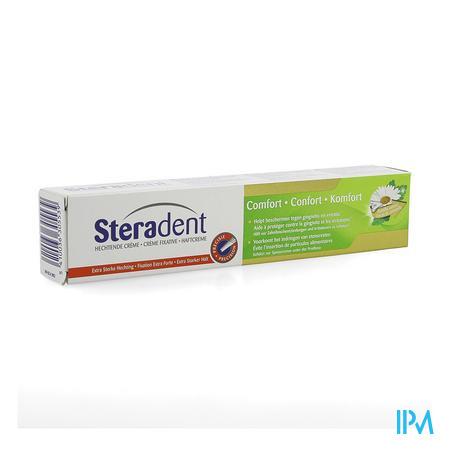 Steradent
HECHTENDE CRÈME • CRÈME FIXATIVE • HAFTCREME
Extra Sterke Hechting • Fixation Extra Forte • Extra Starker Halt
PRECISIE
PRECISION
Comfort • Confort • Komfort
• Helpt beschermen tegen gingivitis en irritatie
Aide à protéger contre la gingivite et les irritations
• Voorkomt het indringen van etensresten
Évite l'insertion de particules alimentaires
IPM